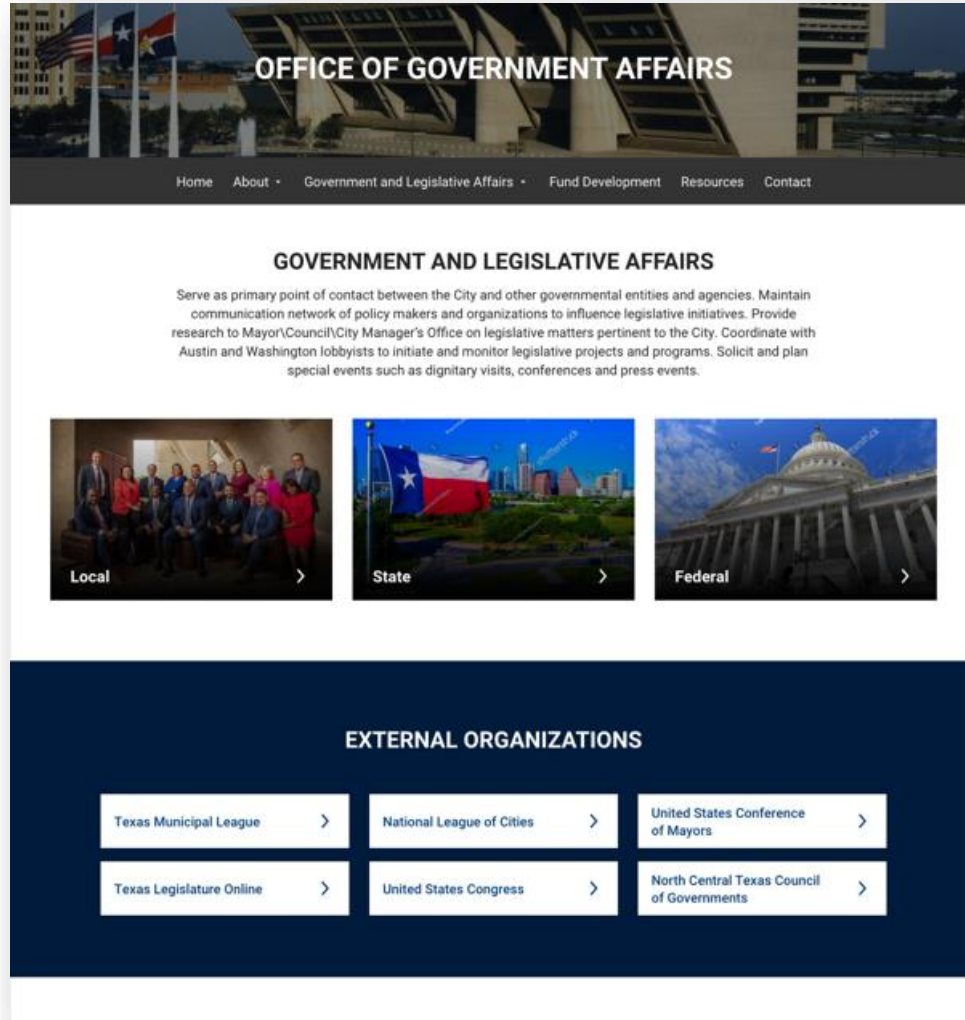 OFFICE OF GOVERNMENT AFFAIRS
Home About Government and Legislative Affairs Fund Development Resources Contact
GOVERNMENT AND LEGISLATIVE AFFAIRS
Serve as primary point of contact between the City and other governmental entities and agencies. Maintain
communication network of policy makers and organizations to influence legislative initiatives. Provide
research to Mayor\Council\City Manager's Office on legislative matters pertinent to the City. Coordinate with
Austin and Washington lobbyists to initiate and monitor legislative projects and programs. Solicit and plan
special events such as dignitary visits, conferences and press events.
Local
State
Federal
EXTERNAL ORGANIZATIONS
Texas Municipal League
National League of Cities
United States Conference
of Mayors
Texas Legislature Online
United States Congress
North Central Texas Council
of Governments